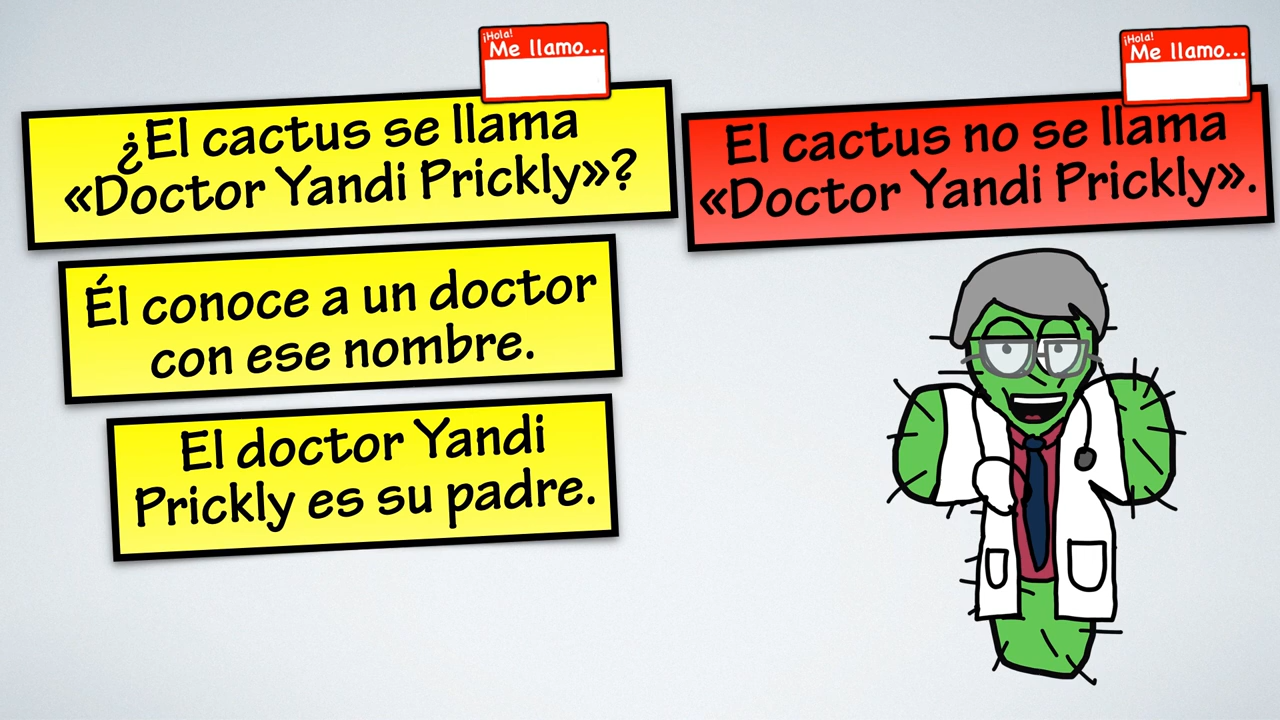 ¡Hola!
Me llamo...
¿El cactus se llama
«Doctor Yandi Prickly»?
Él conoce a un doctor
con ese nombre.
El doctor Yandi
Prickly es su padre.
¡Hola!
Me llamo...
El cactus no se llama
«Doctor Yandi Prickly».